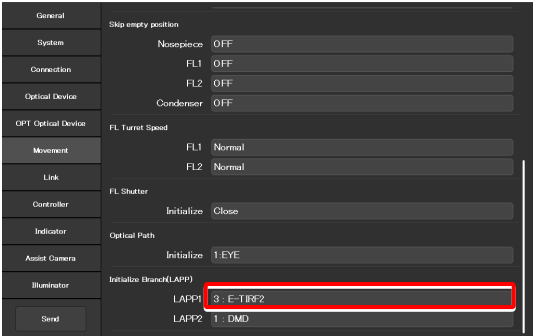 General
System
Connection
Optical Device
OPT Optical Device
Movement
Link
Controller
Indicator
Assist Camera
Illuminator
Send
Skip empty position
Nosepiece OFF
FL1 OFF
FL2 OFF
Condenser OFF
FL Turret Speed
FL1 Normal
FL2 Normal
FL Shutter
Initialize Close
Optical Path
Initialize 1:EYE
Initialize Branch(LAPP)
LAPP1 3 : E-TIRF2
LAPP2 1 : DMD